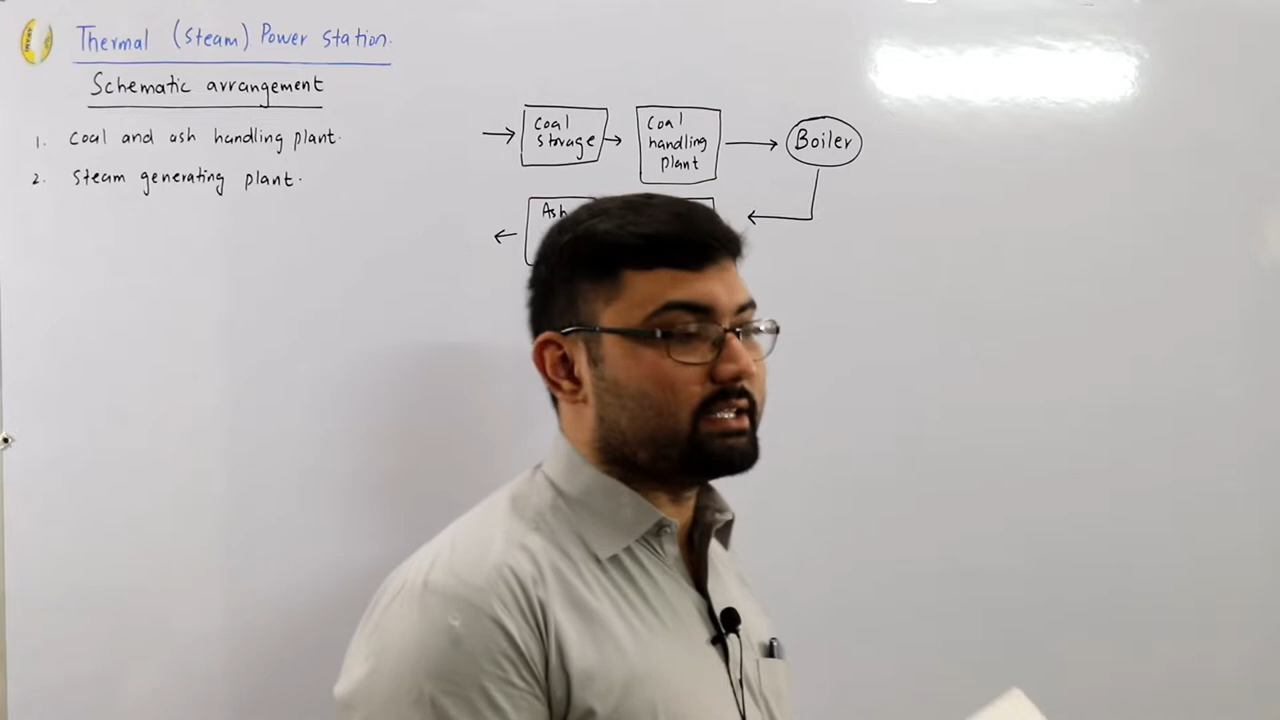 Thermal (Steam) Power station.
Schematic arrangement
1. Coal and ash handling plant.
2. Steam generating plant.
Coal
storage
Coal
handling
plant
Boiler
Ash